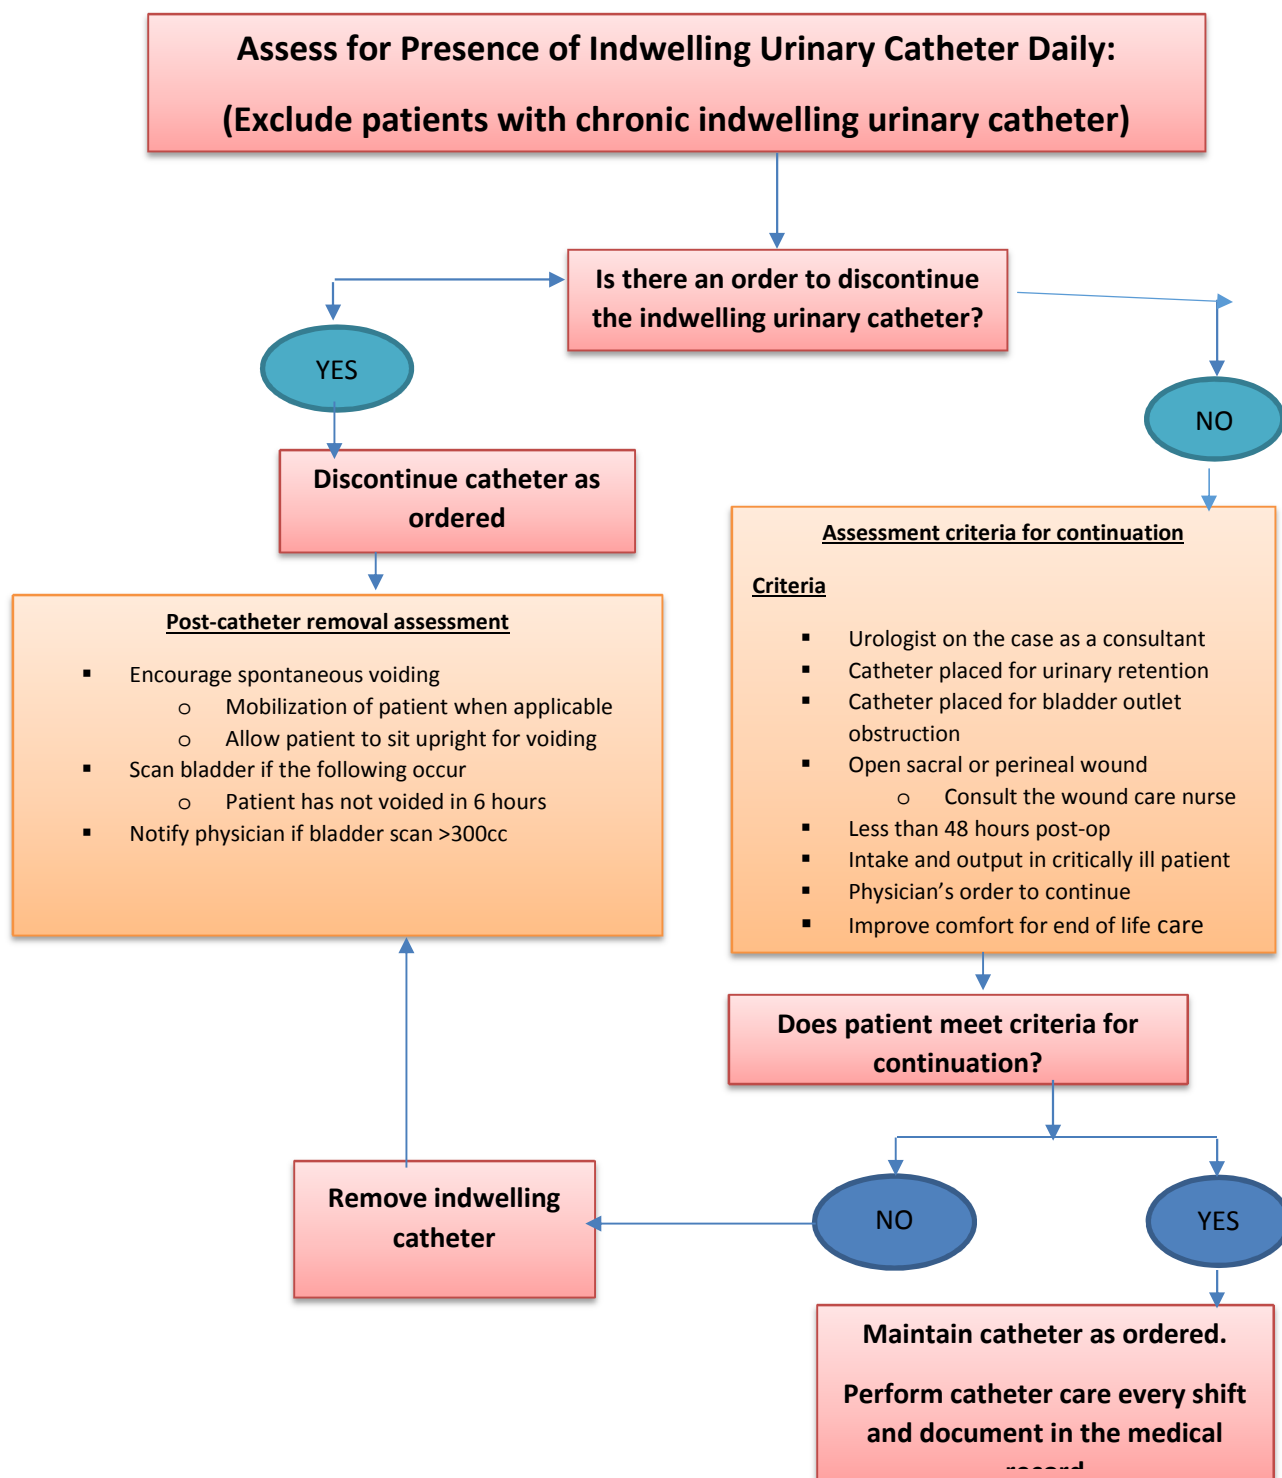 Assess for Presence of Indwelling Urinary Catheter Daily:
(Exclude patients with chronic indwelling urinary catheter)
Is there an order to discontinue
the indwelling urinary catheter?
YES
NO
Discontinue catheter as
ordered
Post-catheter removal assessment
▪ Encourage spontaneous voiding
o Mobilization of patient when applicable
o Allow patient to sit upright for voiding
▪ Scan bladder if the following occur
o Patient has not voided in 6 hours
▪ Notify physician if bladder scan >300cc
Assessment criteria for continuation
Criteria
▪ Urologist on the case as a consultant
▪ Catheter placed for urinary retention
▪ Catheter placed for bladder outlet
obstruction
▪ Open sacral or perineal wound
o Consult the wound care nurse
▪ Less than 48 hours post-op
▪ Intake and output in critically ill patient
▪ Physician’s order to continue
▪ Improve comfort for end of life care
Does patient meet criteria for
continuation?
NO
YES
Remove indwelling
catheter
Maintain catheter as ordered.
Perform catheter care every shift
and document in the medical